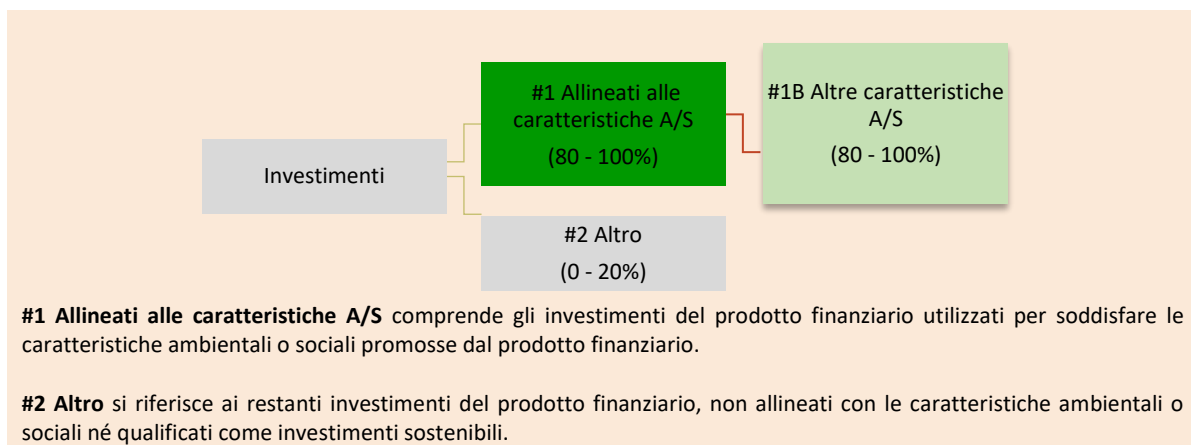 #1 Allineati alle
caratteristiche A/S
(80 - 100%)
#1B Altre caratteristiche
A/S
(80 - 100%)
Investimenti
#2 Altro
(0 - 20%)
#1 Allineati alle caratteristiche A/S comprende gli investimenti del prodotto finanziario utilizzati per soddisfare le
caratteristiche ambientali o sociali promosse dal prodotto finanziario.
#2 Altro si riferisce ai restanti investimenti del prodotto finanziario, non allineati con le caratteristiche ambientali o
sociali né qualificati come investimenti sostenibili.